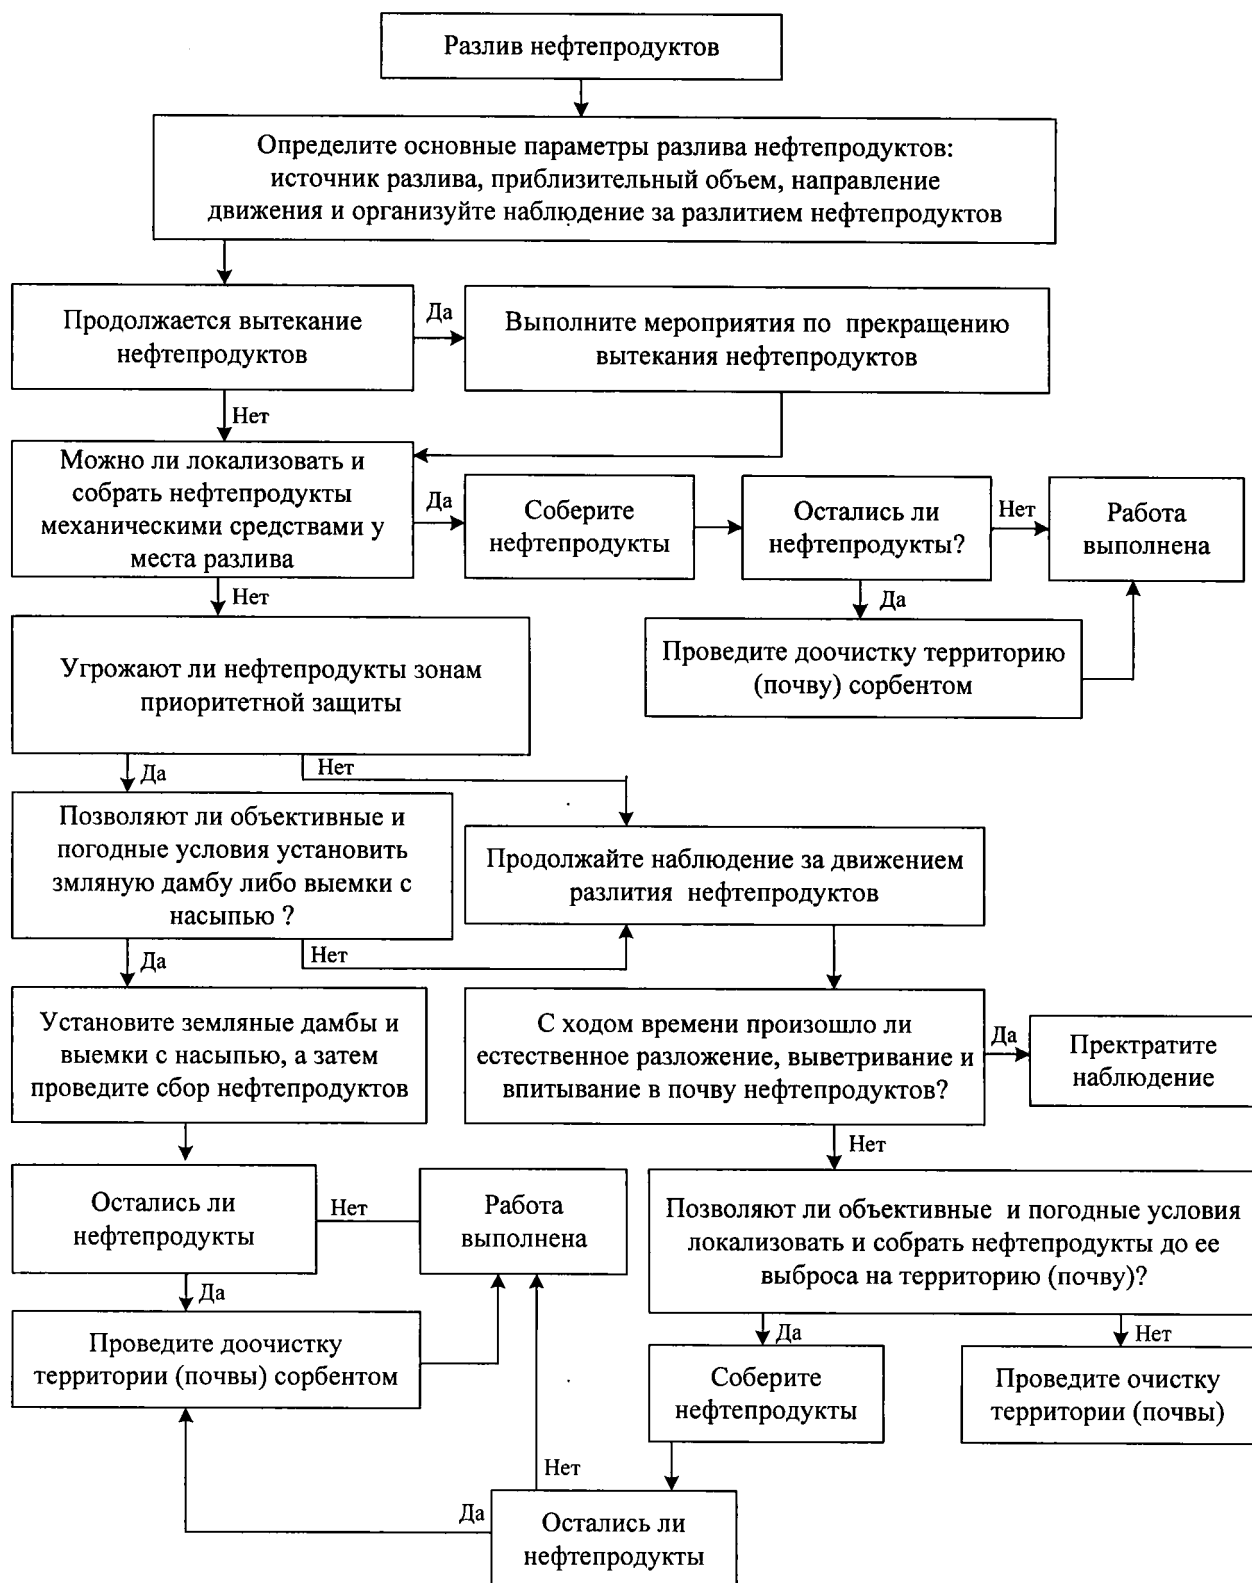 Разлив нефтепродуктов
Определите основные параметры разлива нефтепродуктов:
источник разлива, приблизительный объем, направление
движения и организуйте наблюдение за разлитием нефтепродуктов
Продолжается вытекание
нефтепродуктов
Да
Выполните мероприятия по прекращению
вытекания нефтепродуктов
Нет
Можно ли локализовать и
собрать нефтепродукты
механическими средствами у
места разлива
Да
Соберите
нефтепродукты
Остались ли
нефтепродукты?
Нет
Работа
выполнена
Нет
Да
Угрожают ли нефтепродукты зонам
приоритетной защиты
Проведите доочистку территорию
(почву) сорбентом
Да
Нет
Позволяют ли объективные и
погодные условия установить
змляную дамбу либо выемки с
насыпью ?
Продолжайте наблюдение за движением
разлития нефтепродуктов
Да
Нет
Установите земляные дамбы и
выемки с насыпью, а затем
проведите сбор нефтепродуктов
С ходом времени произошло ли
естественное разложение, выветривание и
впитывание в почву нефтепродуктов?
Да
Пректратите
наблюдение
Нет
Остались ли
нефтепродукты
Нет
Работа
выполнена
Позволяют ли объективные и погодные условия
локализовать и собрать нефтепродукты до ее
выброса на территорию (почву)?
Да
Проведите доочистку
территории (почвы) сорбентом
Да
Нет
Соберите
нефтепродукты
Проведите очистку
территории (почвы)
Нет
Да
Остались ли
нефтепродукты